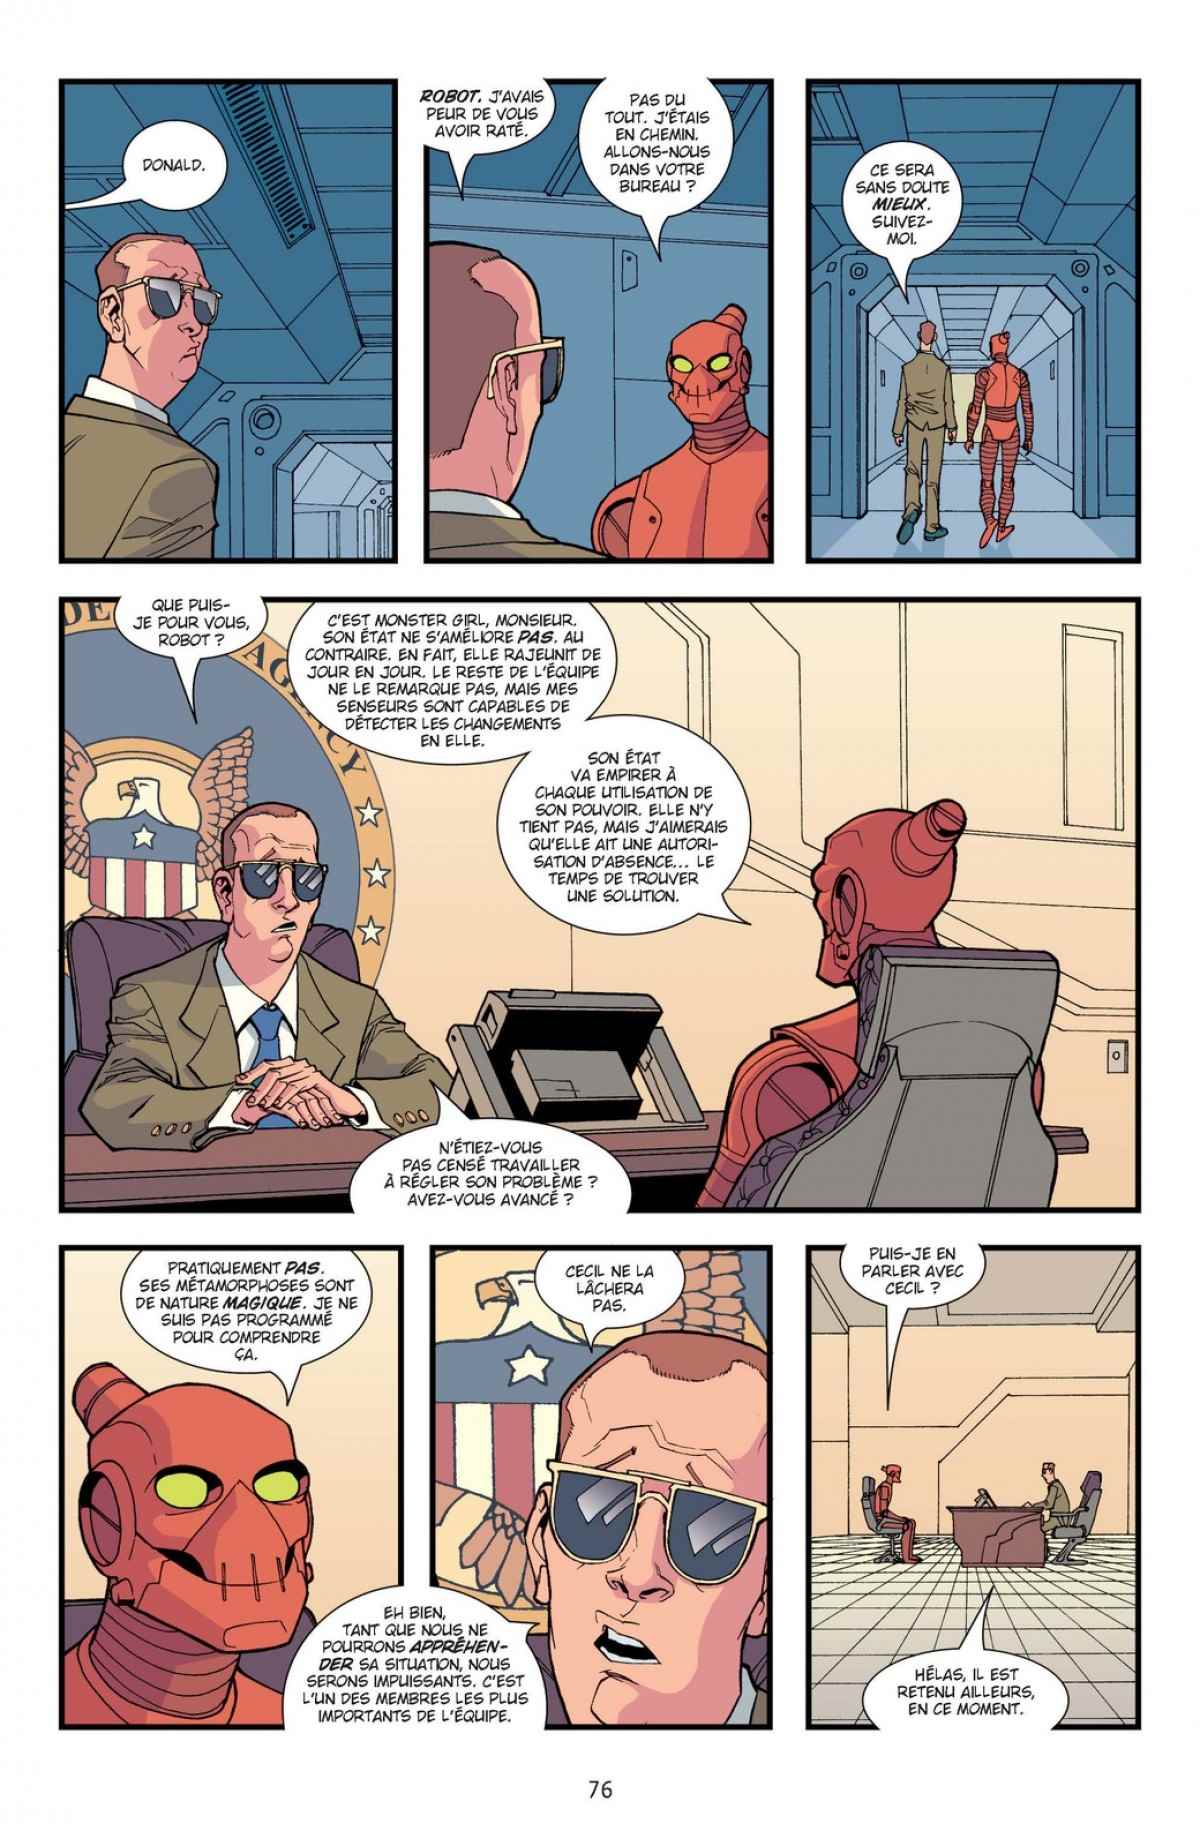 DONALD.
ROBOT. J'AVAIS
PEUR DE VOUS
AVOIR RATÉ.
PAS DU
TOUT. J'ÉTAIS
EN CHEMIN.
ALLONS-NOUS
DANS VOTRE
BUREAU ?
CE SERA
SANS DOUTE
MIEUX.
SUIVEZ-
MOI.
QUE PUIS-
JE POUR VOUS,
ROBOT ?
C'EST MONSTER GIRL, MONSIEUR.
SON ÉTAT NE S'AMÉLIORE PAS. AU
CONTRAIRE. EN FAIT, ELLE RAJEUNIT DE
JOUR EN JOUR. LE RESTE DE L'ÉQUIPE
NE LE REMARQUE PAS, MAIS MES
SENSEURS SONT CAPABLES DE
DÉTECTER LES CHANGEMENTS
EN ELLE.
SON ÉTAT
VA EMPIRER À
CHAQUE UTILISATION DE
SON POUVOIR. ELLE N'Y
TIENT PAS, MAIS J'AIMERAIS
QU'ELLE AIT UNE AUTORI-
SATION D'ABSENCE... LE
TEMPS DE TROUVER
UNE SOLUTION.
DE
AGENCY
N'ÉTIEZ-VOUS
PAS CENSÉ TRAVAILLER
À RÉGLER SON PROBLÈME ?
AVEZ-VOUS AVANCÉ ?
PRATIQUEMENT PAS.
SES MÉTAMORPHOSES SONT
DE NATURE MAGIQUE. JE NE
SUIS PAS PROGRAMMÉ
POUR COMPRENDRE
ÇA.
EH BIEN,
TANT QUE NOUS NE
POURRONS APPRÉHEN-
DER SA SITUATION, NOUS
SERONS IMPUISSANTS. C'EST
L'UN DES MEMBRES LES PLUS
IMPORTANTS DE L'ÉQUIPE.
CECIL NE LA
LÂCHERA
PAS.
PUIS-JE EN
PARLER AVEC
CECIL ?
HÉLAS, IL EST
RETENU AILLEURS,
EN CE MOMENT.
76